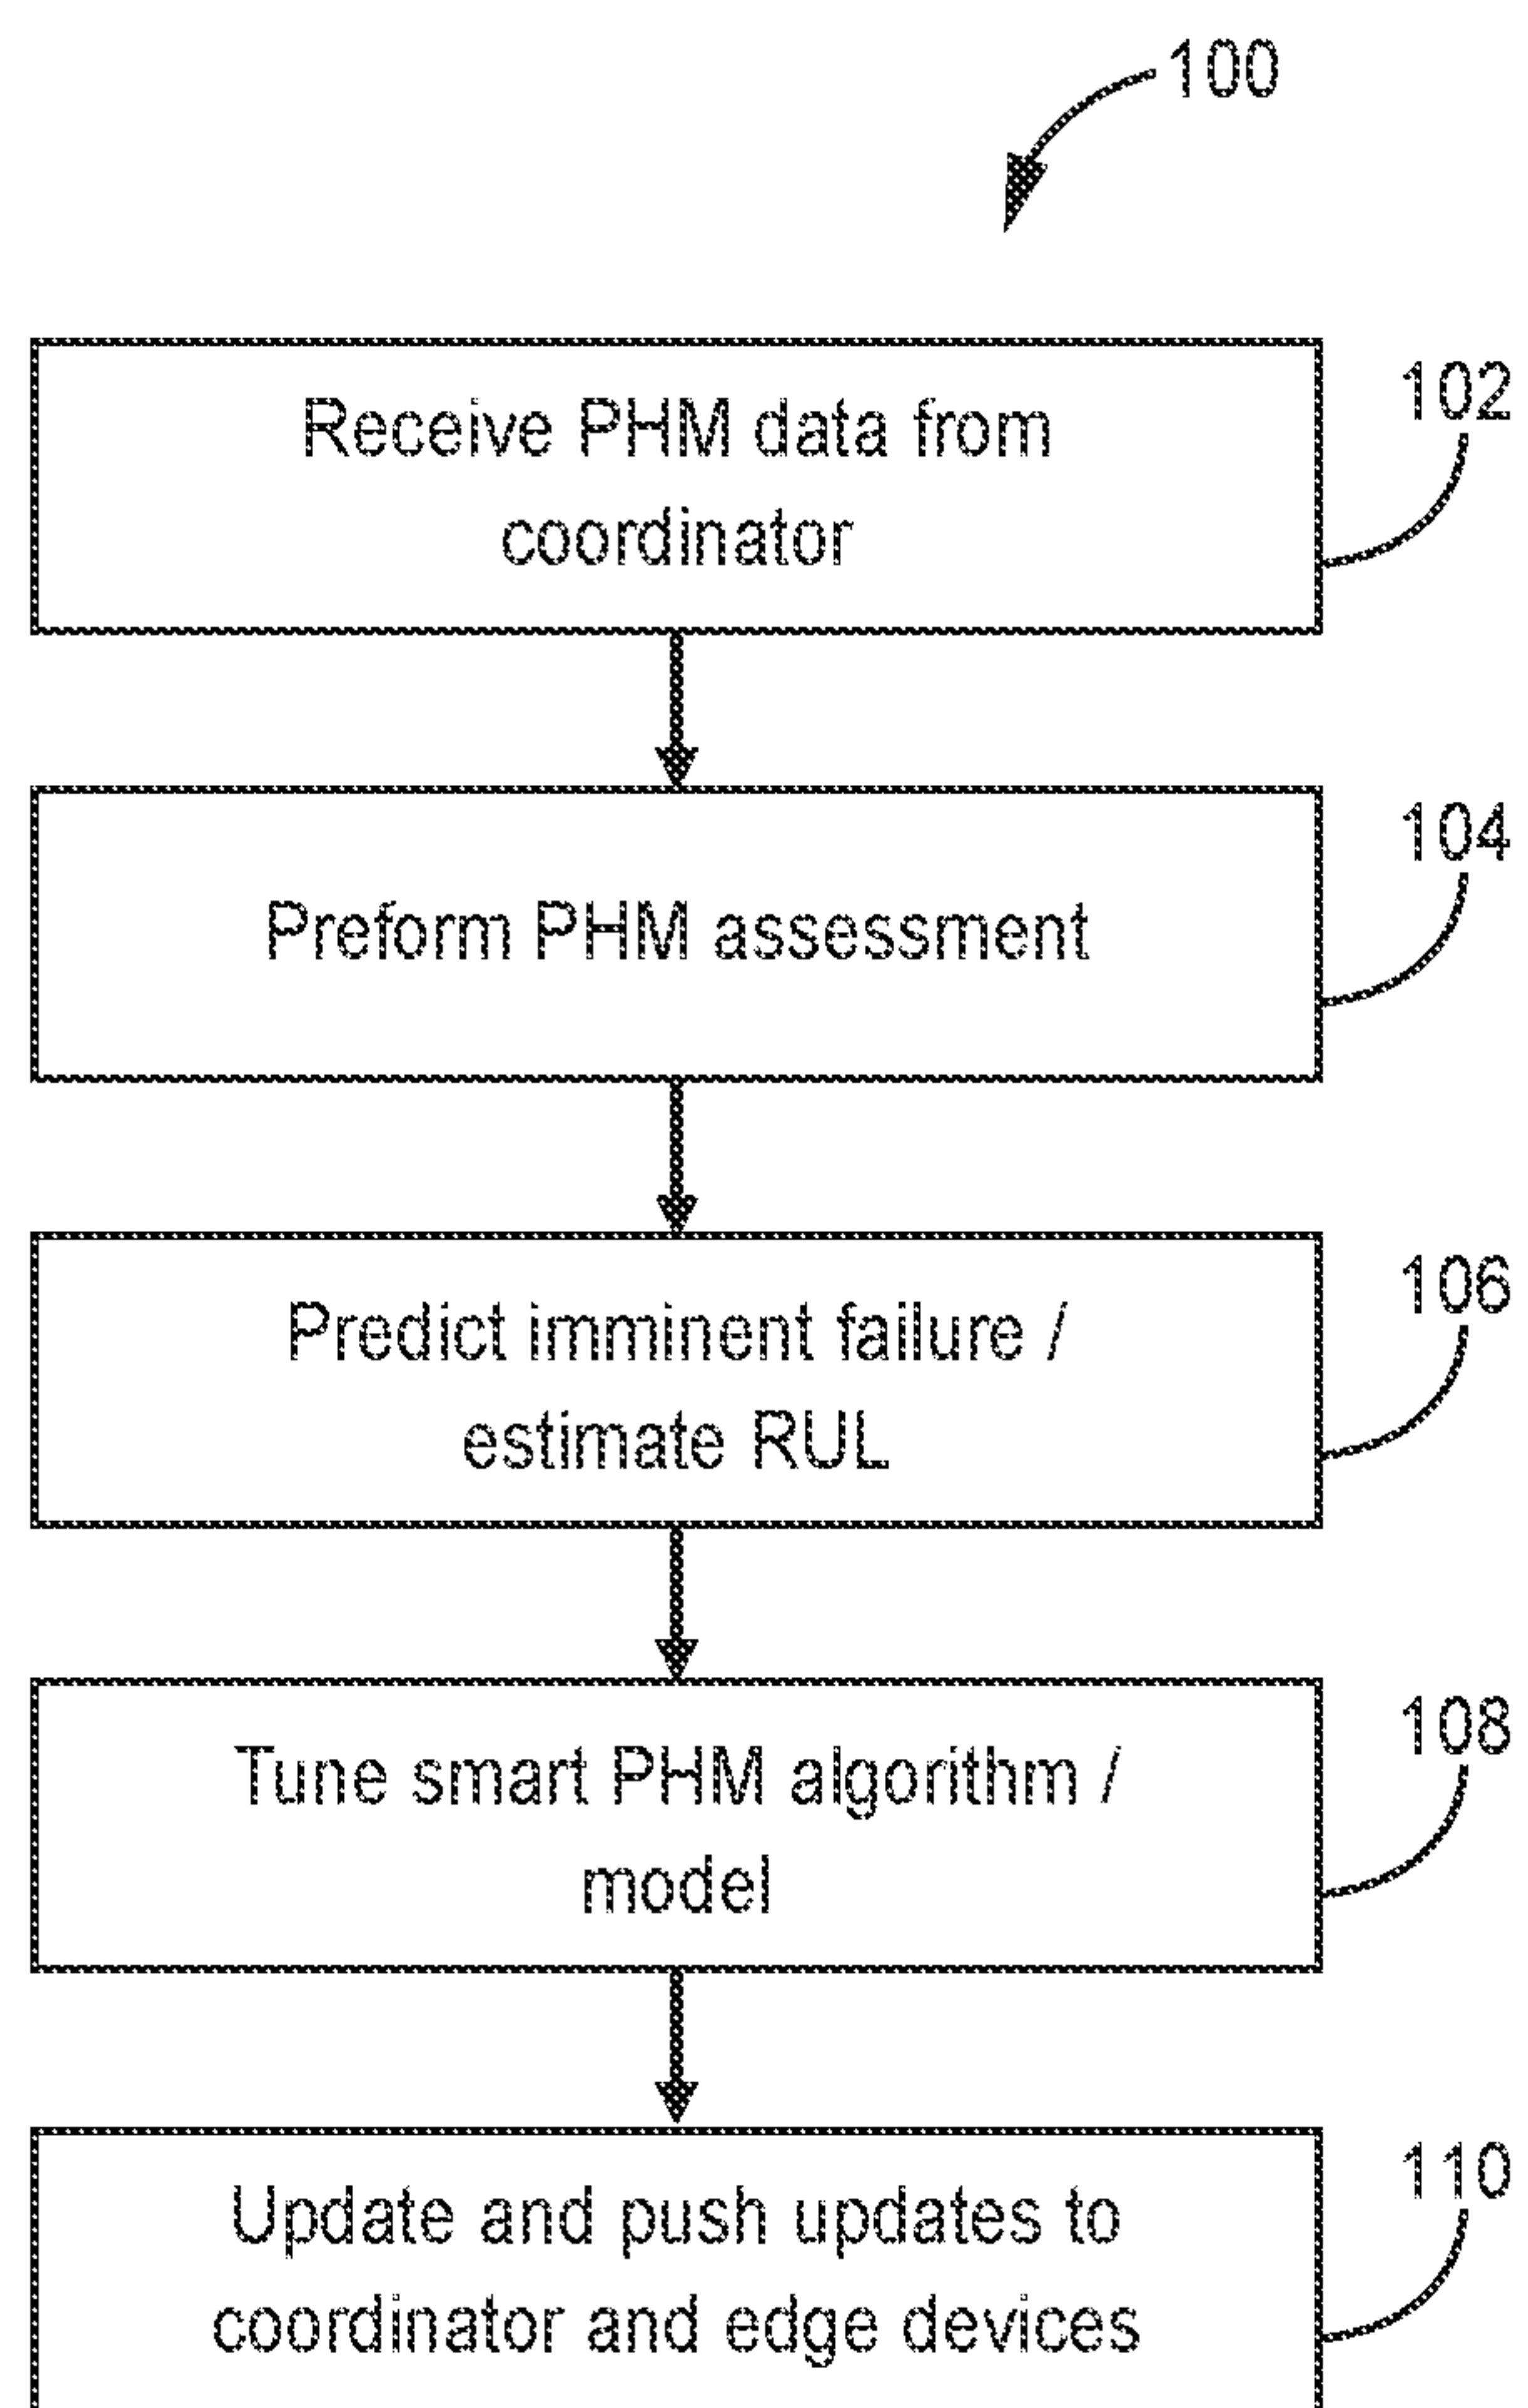 100
Receive PHM data from
coordinator
102
Preform PHM assessment
104
Predict imminent failure /
estimate RUL
106
Tune smart PHM algorithm /
model
108
Update and push updates to
coordinator and edge devices
110